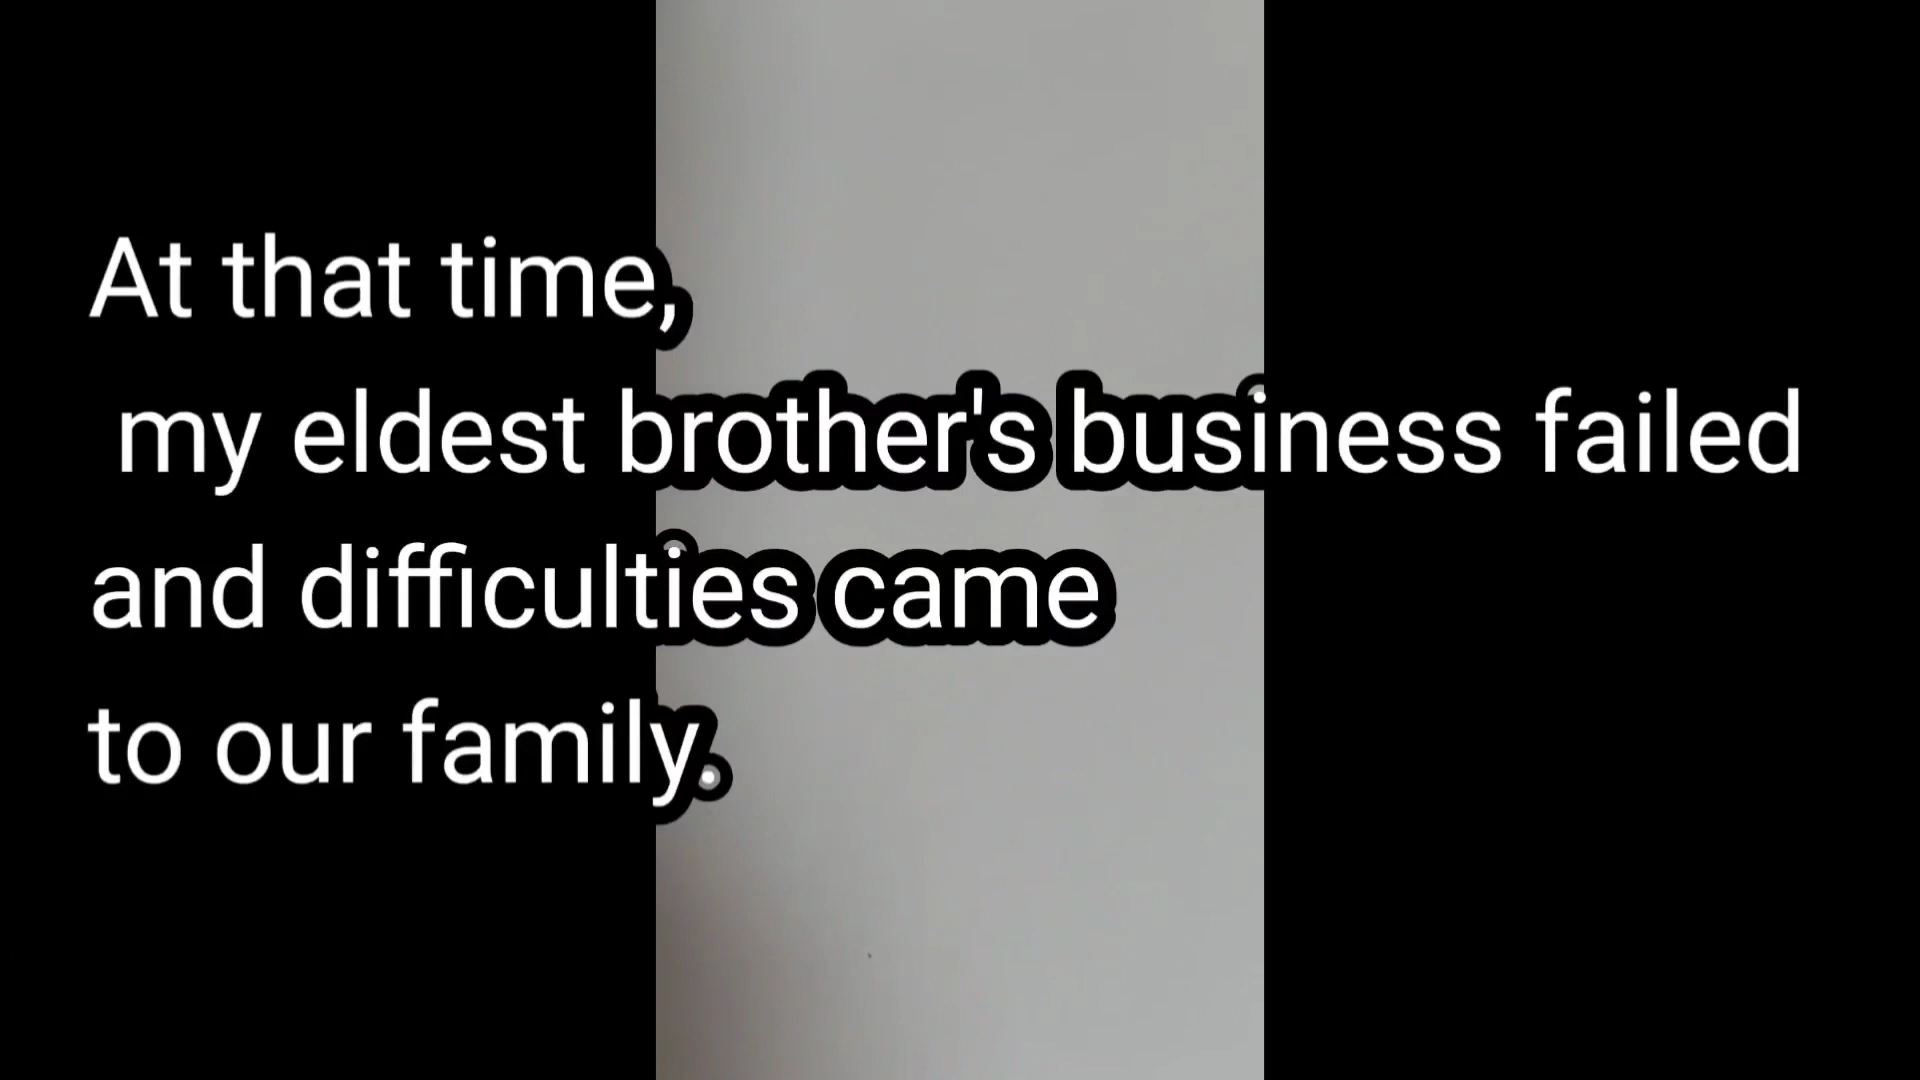 At that time,
my eldest brother's business failed
and difficulties came
to our family.